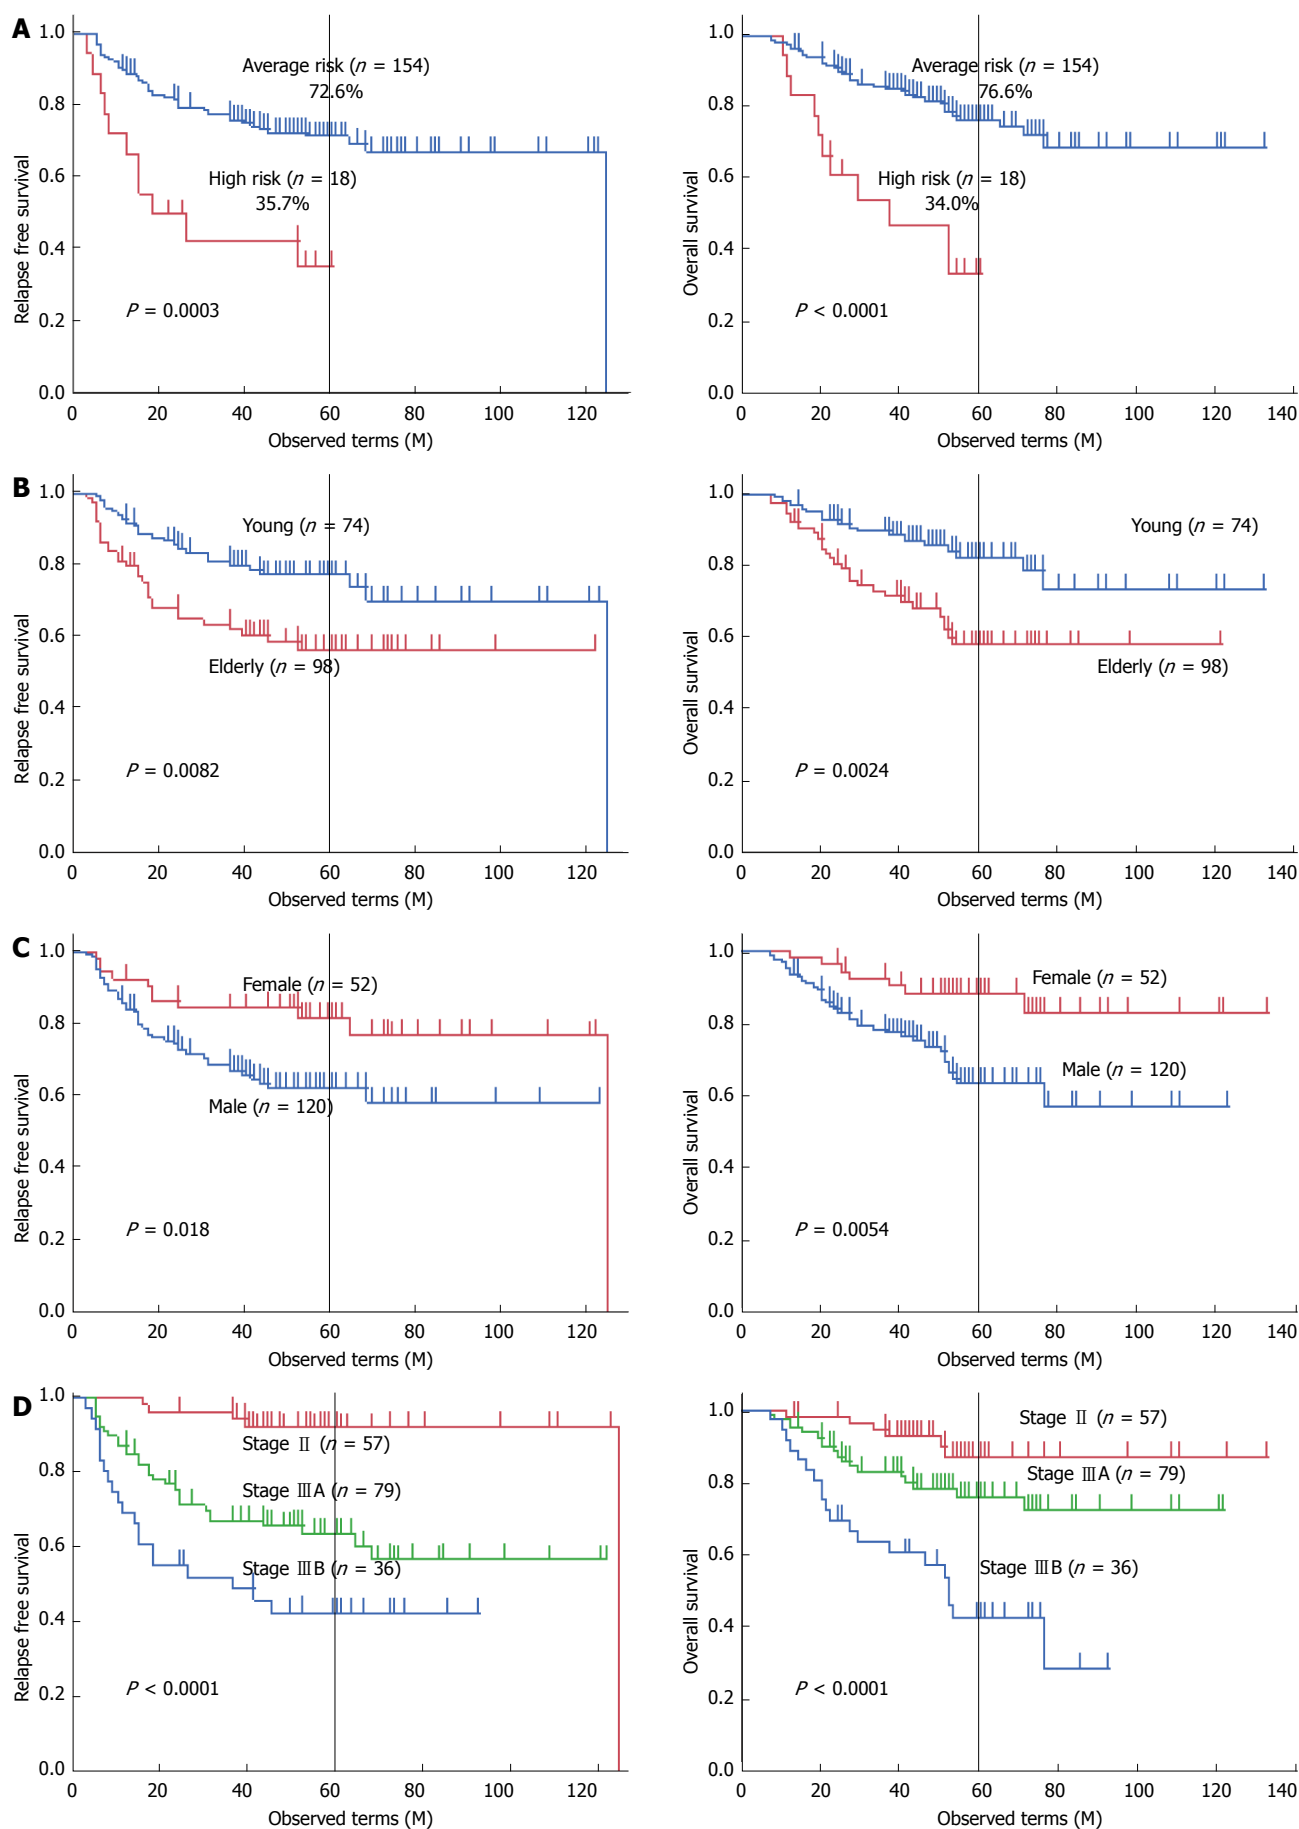 A
1.0
0.8
0.6
0.4
0.2
0.0
Relapse free survival
Average risk (n = 154)
72.6%
High risk (n = 18)
35.7%
P = 0.0003
0 20 40 60 80 100 120
Observed terms (M)
1.0
0.8
0.6
0.4
0.2
0.0
Overall survival
Average risk (n = 154)
76.6%
High risk (n = 18)
34.0%
P < 0.0001
0 20 40 60 80 100 120 140
Observed terms (M)
B
1.0
0.8
0.6
0.4
0.2
0.0
Relapse free survival
Young (n = 74)
Elderly (n = 98)
P = 0.0082
0 20 40 60 80 100 120
Observed terms (M)
1.0
0.8
0.6
0.4
0.2
0.0
Overall survival
Young (n = 74)
Elderly (n = 98)
P = 0.0024
0 20 40 60 80 100 120 140
Observed terms (M)
C
1.0
0.8
0.6
0.4
0.2
0.0
Relapse free survival
Female (n = 52)
Male (n = 120)
P = 0.018
0 20 40 60 80 100 120
Observed terms (M)
1.0
0.8
0.6
0.4
0.2
0.0
Overall survival
Female (n = 52)
Male (n = 120)
P = 0.0054
0 20 40 60 80 100 120 140
Observed terms (M)
D
1.0
0.8
0.6
0.4
0.2
0.0
Relapse free survival
Stage Ⅱ (n = 57)
Stage ⅢA (n = 79)
Stage ⅢB (n = 36)
P < 0.0001
0 20 40 60 80 100 120
Observed terms (M)
1.0
0.8
0.6
0.4
0.2
0.0
Overall survival
Stage Ⅱ (n = 57)
Stage ⅢA (n = 79)
Stage ⅢB (n = 36)
P < 0.0001
0 20 40 60 80 100 120 140
Observed terms (M)